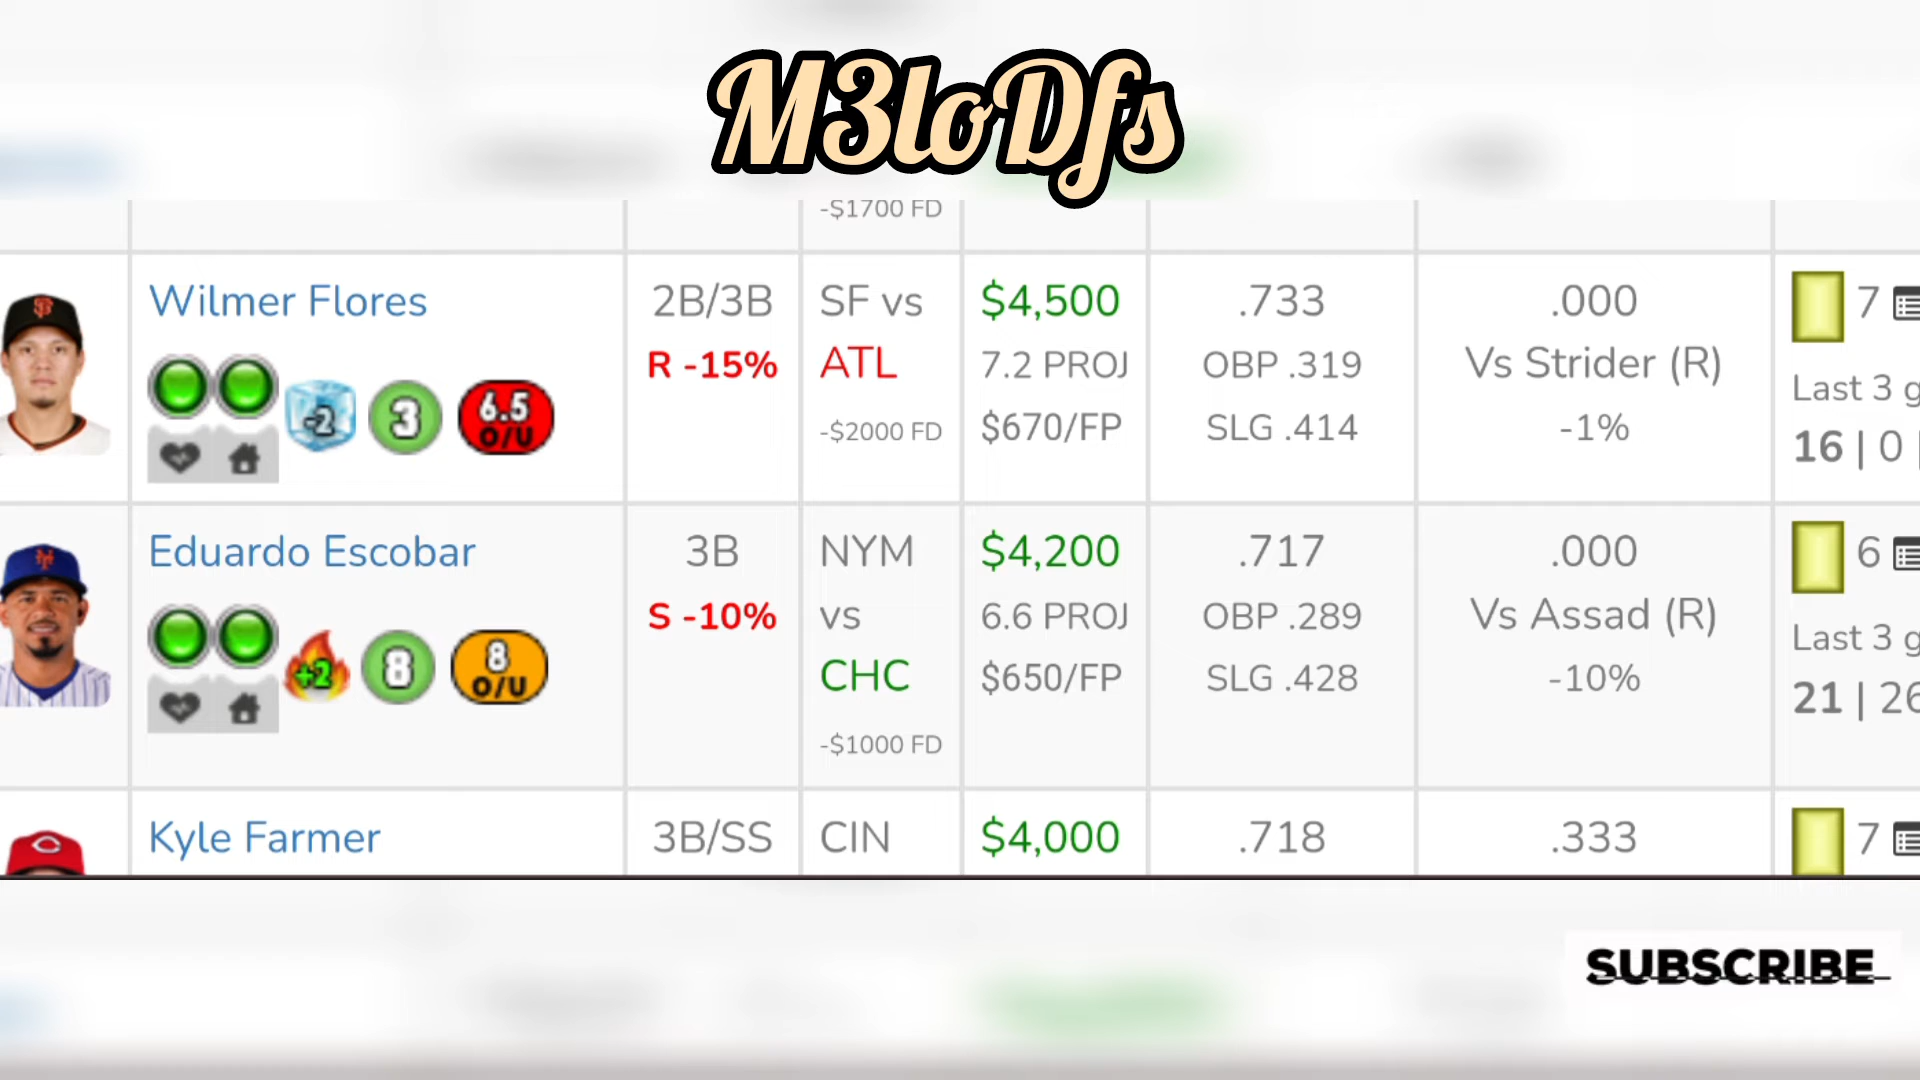 M3loDfs
-$1700 FD
Wilmer Flores 2B/3B SF vs $4,500 .733 .000 7
R -15% ATL 7.2 PROJ OBP .319 Vs Strider (R) Last 3 g
-2 3 6.5 O/U -$2000 FD $670/FP SLG .414 -1% 16 | 0 |
Eduardo Escobar 3B NYM $4,200 .717 .000 6
S -10% vs 6.6 PROJ OBP .289 Vs Assad (R) Last 3 g
+2 8 8 O/U CHC $650/FP SLG .428 -10% 21 | 26
-$1000 FD
Kyle Farmer 3B/SS CIN $4,000 .718 .333 7
SUBSCRIBE